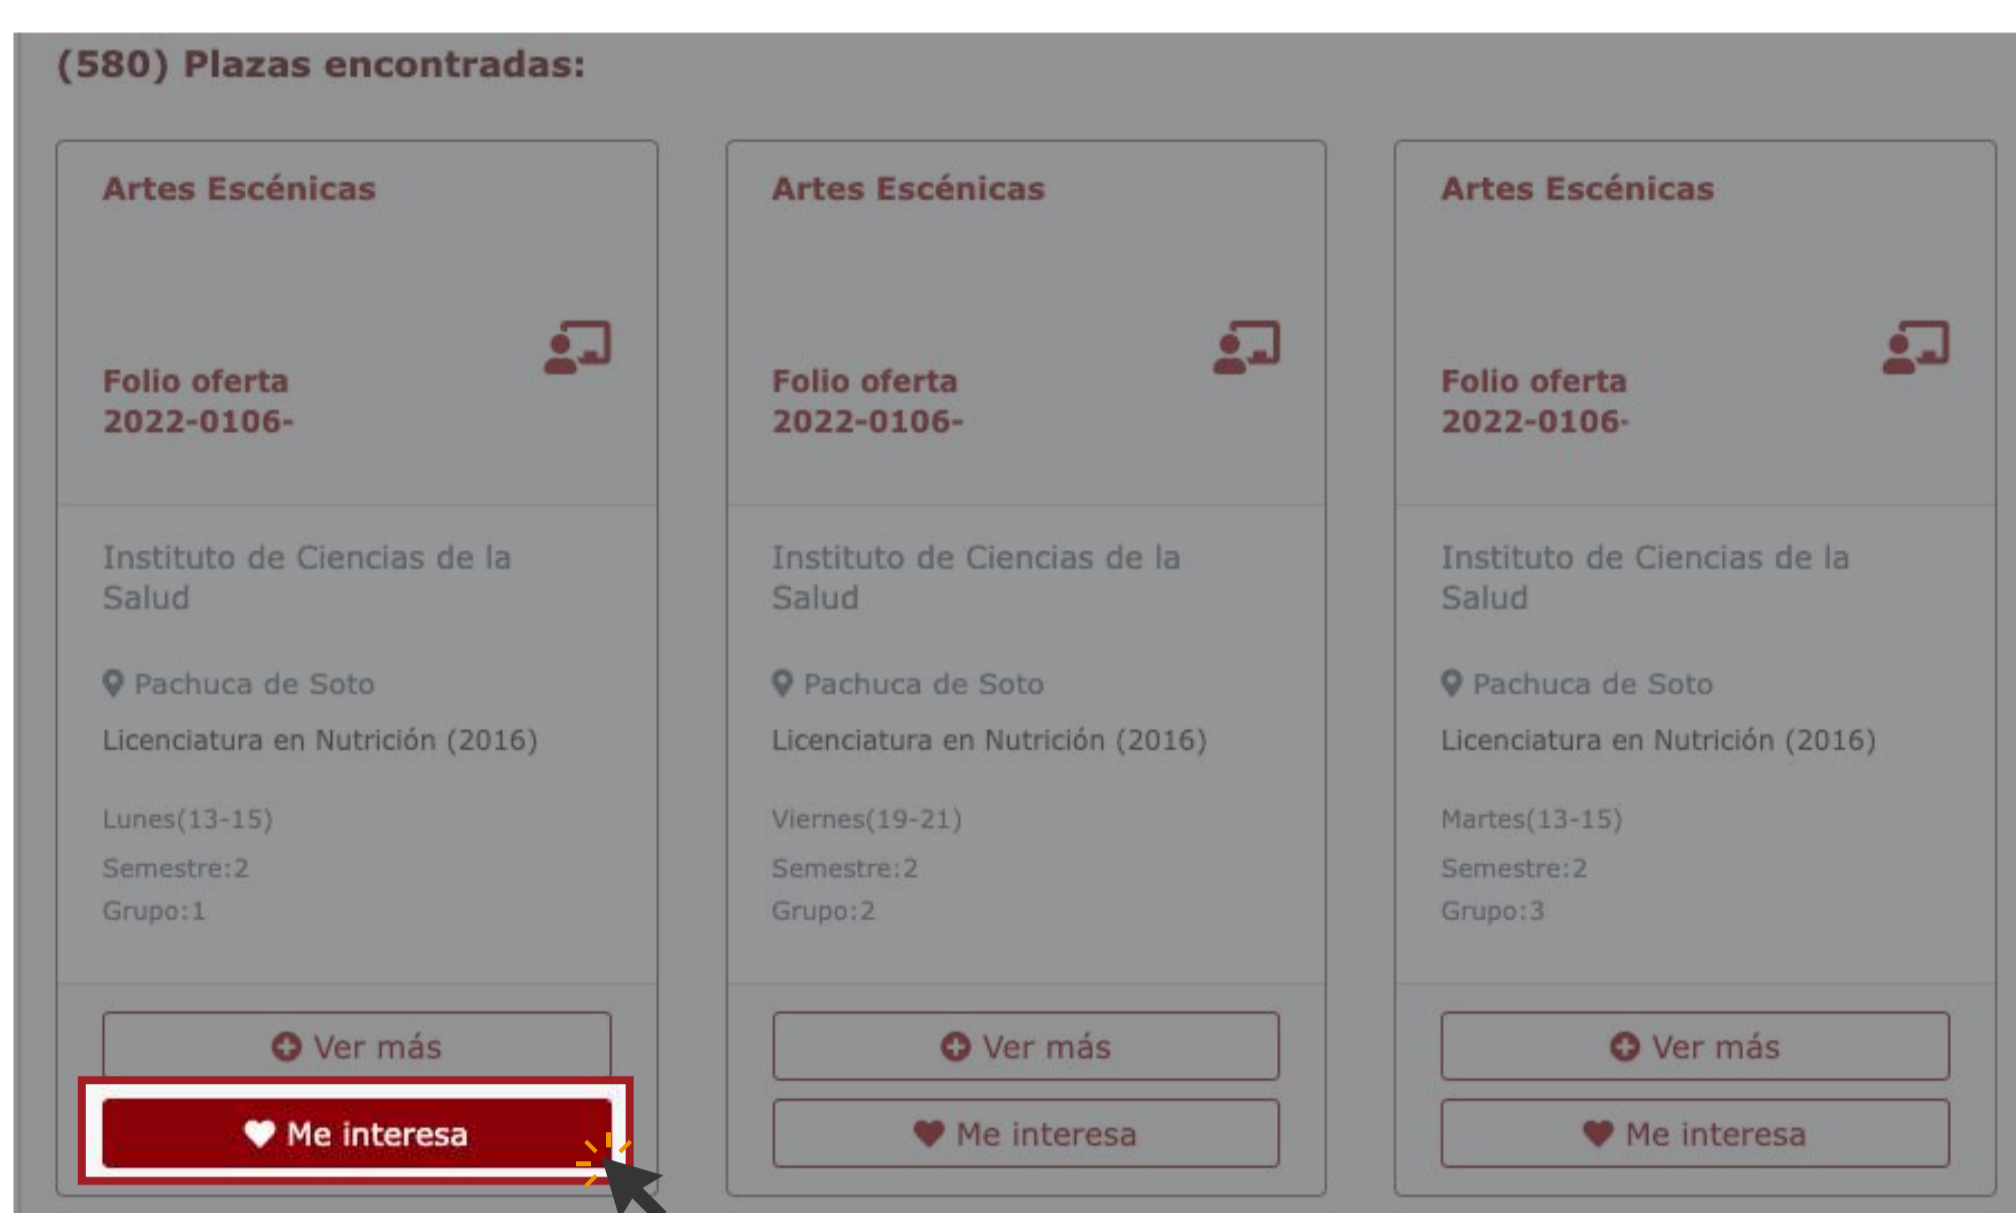 (580) Plazas encontradas:
Artes Escénicas
Folio oferta
2022-0106-
Instituto de Ciencias de la
Salud
Pachuca de Soto
Licenciatura en Nutrición (2016)
Lunes(13-15)
Semestre:2
Grupo:1
Ver más
Me interesa
Artes Escénicas
Folio oferta
2022-0106-
Instituto de Ciencias de la
Salud
Pachuca de Soto
Licenciatura en Nutrición (2016)
Viernes(19-21)
Semestre:2
Grupo:2
Ver más
Me interesa
Artes Escénicas
Folio oferta
2022-0106-
Instituto de Ciencias de la
Salud
Pachuca de Soto
Licenciatura en Nutrición (2016)
Martes(13-15)
Semestre:2
Grupo:3
Ver más
Me interesa